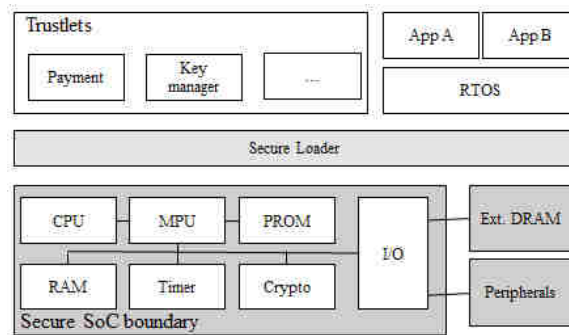 Trustlets
Payment
Key
manager
...
App A
App B
RTOS
Secure Loader
CPU
MPU
PROM
I/O
RAM
Timer
Crypto
Secure SoC boundary
Ext. DRAM
Peripherals